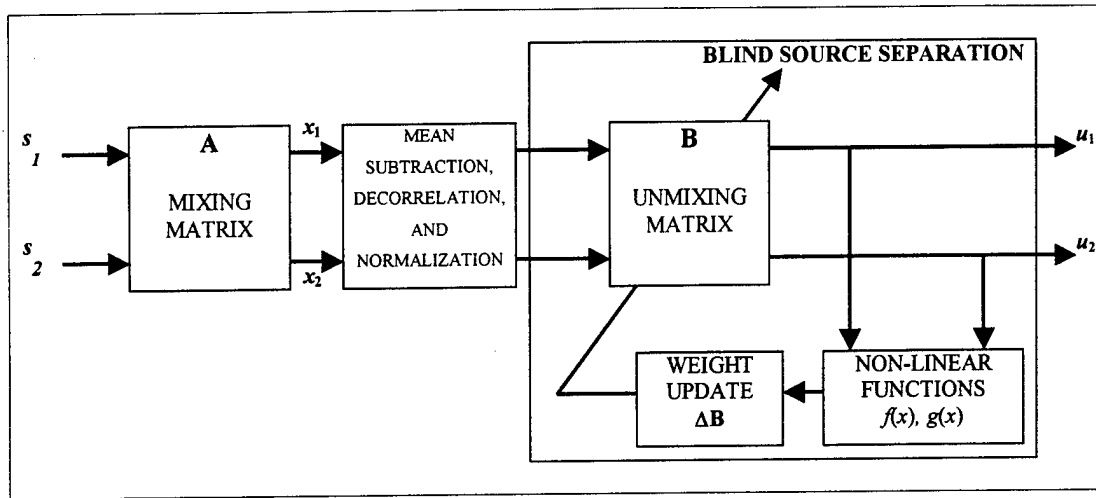 BLIND SOURCE SEPARATION
s1
s2
A
MIXING
MATRIX
x1
x2
MEAN
SUBTRACTION,
DECORRELATION,
AND
NORMALIZATION
B
UNMIXING
MATRIX
u1
u2
WEIGHT
UPDATE
ΔB
NON-LINEAR
FUNCTIONS
f(x), g(x)